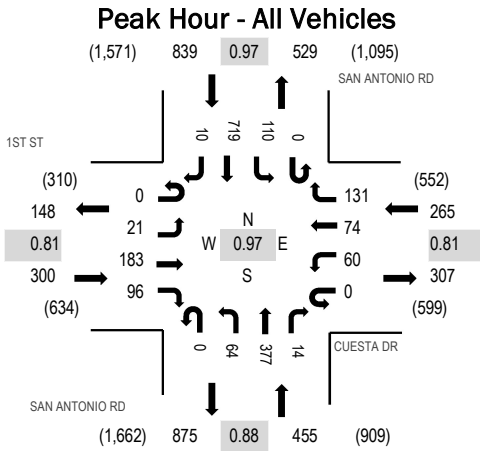 Peak Hour - All Vehicles
(1,571) 839 0.97 529 (1,095)
SAN ANTONIO RD
10 719 110 0
1ST ST
(310) 0 131 (552)
148 21 N 74 265
0.81 183 W 0.97 E 60 0.81
300 96 S 0 307
(634) (599)
0 64 377 14
CUESTA DR
SAN ANTONIO RD
(1,662) 875 0.88 455 (909)